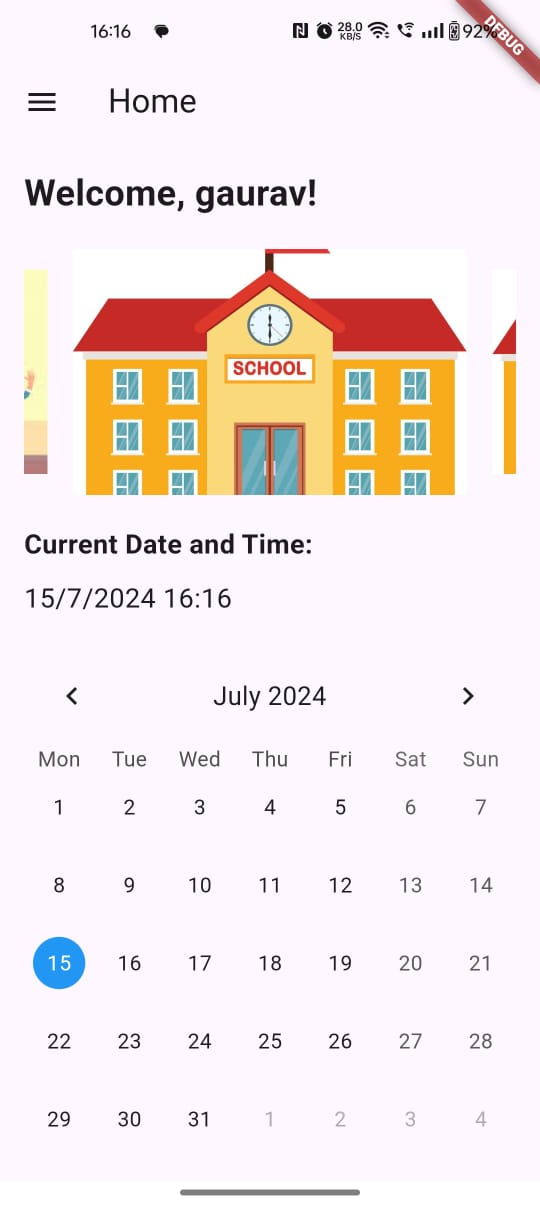 16:16 28.0 KB/S 92%
DEBUG
Home
Welcome, gaurav!
SCHOOL
Current Date and Time:
15/7/2024 16:16
July 2024
Mon Tue Wed Thu Fri Sat Sun
1 2 3 4 5 6 7
8 9 10 11 12 13 14
15 16 17 18 19 20 21
22 23 24 25 26 27 28
29 30 31 1 2 3 4